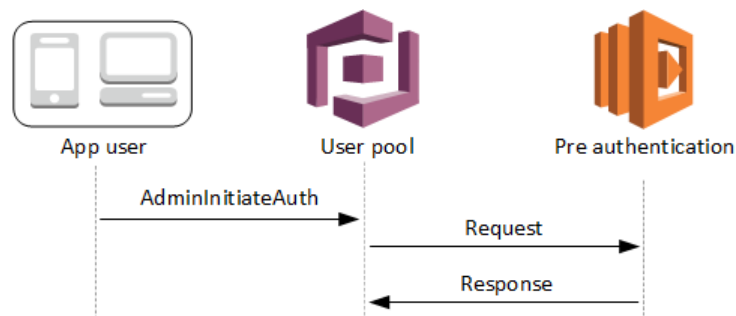 App user
User pool
Pre authentication
AdminInitiateAuth
Request
Response